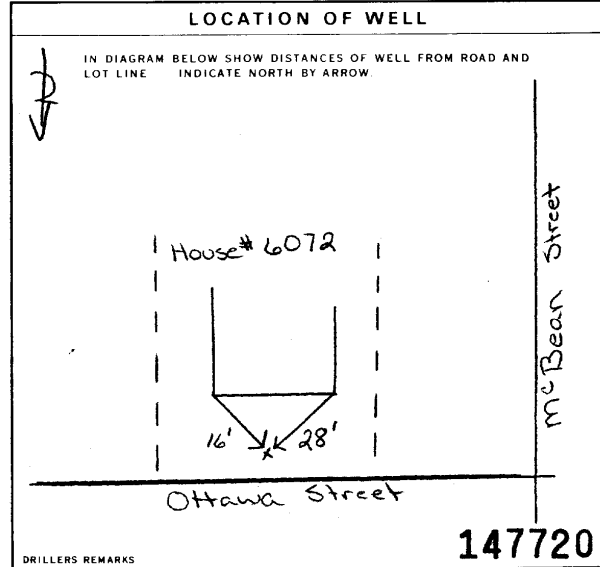 LOCATION OF WELL
IN DIAGRAM BELOW SHOW DISTANCES OF WELL FROM ROAD AND
LOT LINE INDICATE NORTH BY ARROW.
House# 6072
McBean Street
16' 28'
x
Ottawa Street
147720
DRILLERS REMARKS